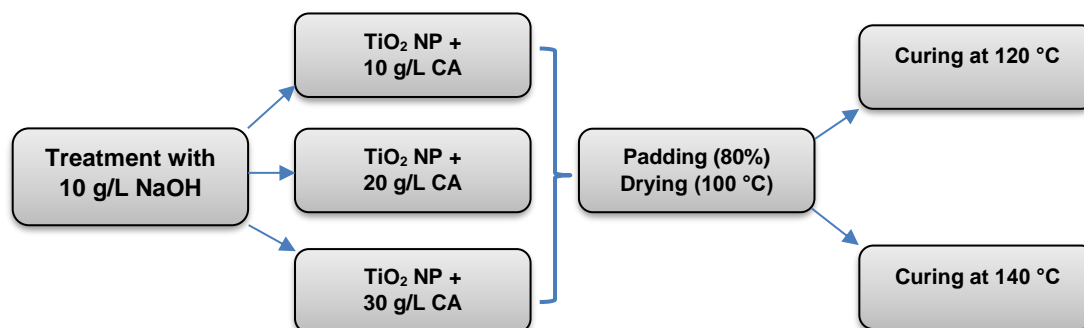 Treatment with
10 g/L NaOH
TiO₂ NP +
10 g/L CA
TiO₂ NP +
20 g/L CA
TiO₂ NP +
30 g/L CA
Padding (80%)
Drying (100 °C)
Curing at 120 °C
Curing at 140 °C